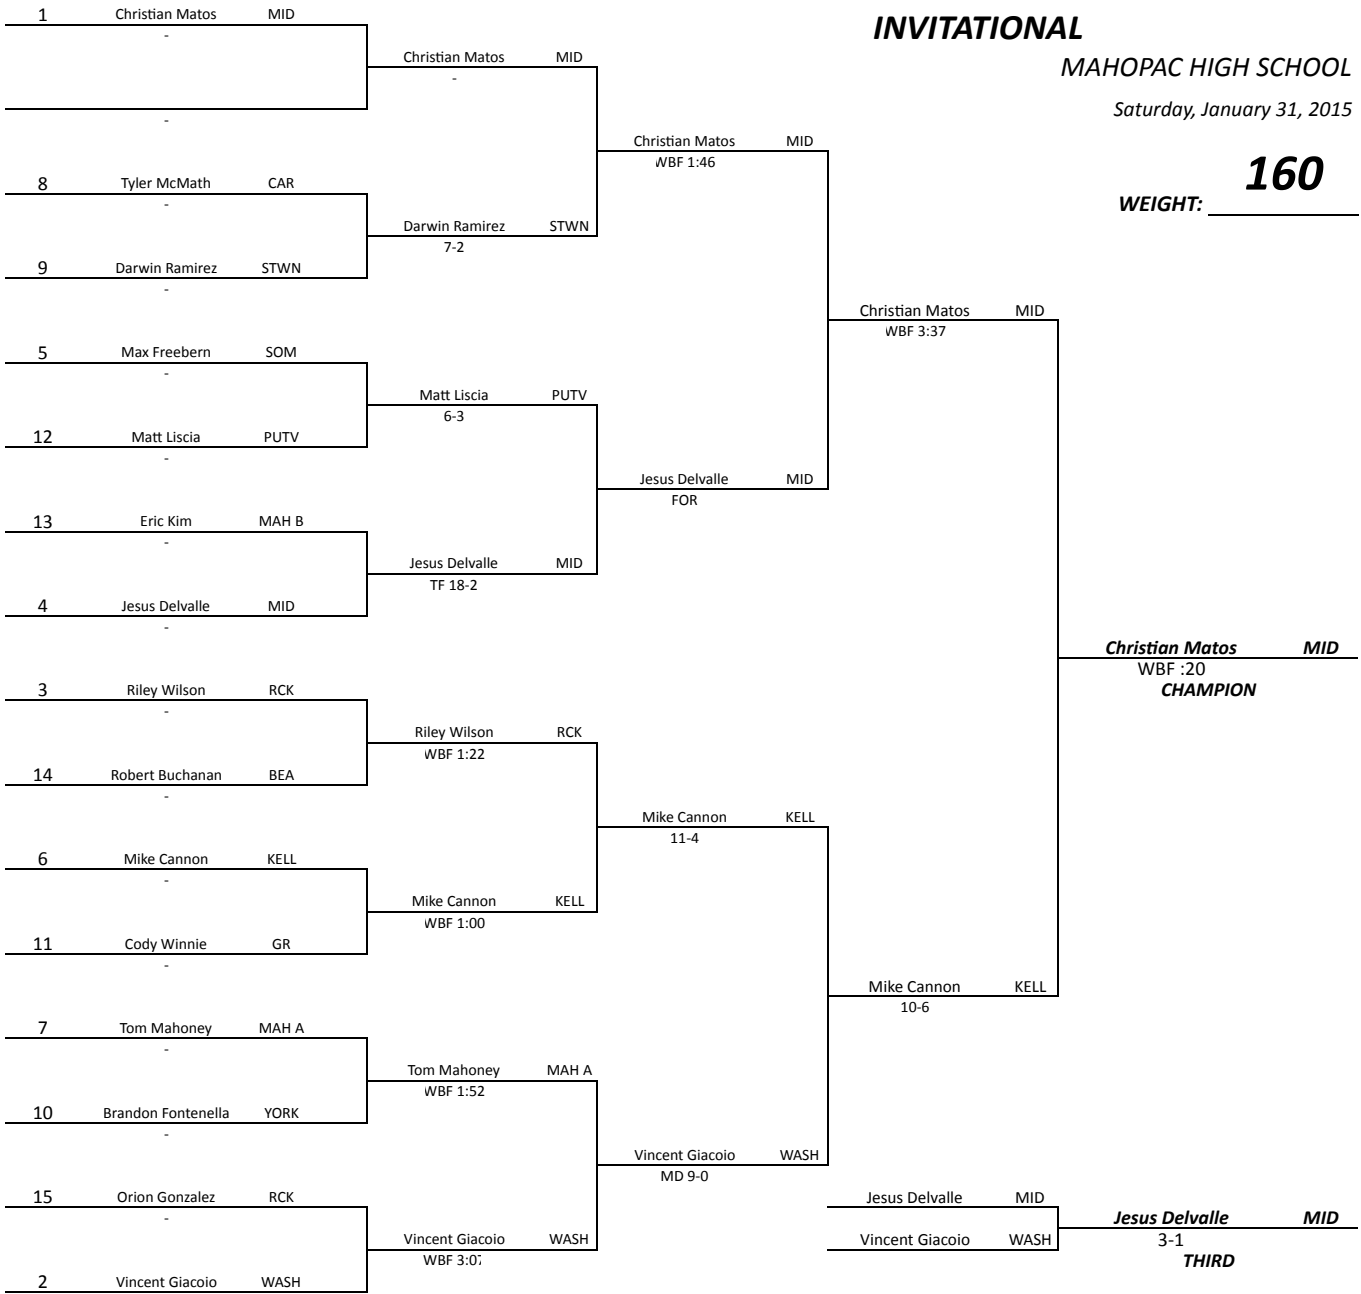 INVITATIONAL
MAHOPAC HIGH SCHOOL
Saturday, January 31, 2015
160
WEIGHT:
1 Christian Matos MID
-
Christian Matos MID
-
-
Christian Matos MID
WBF 1:46
8 Tyler McMath CAR
-
Darwin Ramirez STWN
7-2
9 Darwin Ramirez STWN
-
Christian Matos MID
WBF 3:37
5 Max Freebern SOM
-
Matt Liscia PUTV
6-3
12 Matt Liscia PUTV
-
Jesus Delvalle MID
FOR
13 Eric Kim MAH B
-
Jesus Delvalle MID
TF 18-2
4 Jesus Delvalle MID
-
Christian Matos MID
WBF :20
CHAMPION
3 Riley Wilson RCK
-
Riley Wilson RCK
WBF 1:22
14 Robert Buchanan BEA
-
Mike Cannon KELL
11-4
6 Mike Cannon KELL
-
Mike Cannon KELL
WBF 1:00
11 Cody Winnie GR
-
Mike Cannon KELL
10-6
7 Tom Mahoney MAH A
-
Tom Mahoney MAH A
WBF 1:52
10 Brandon Fontenella YORK
-
Vincent Giacoio WASH
MD 9-0
15 Orion Gonzalez RCK
-
Vincent Giacoio WASH
WBF 3:07
2 Vincent Giacoio WASH
Jesus Delvalle MID
Vincent Giacoio WASH
Jesus Delvalle MID
3-1
THIRD